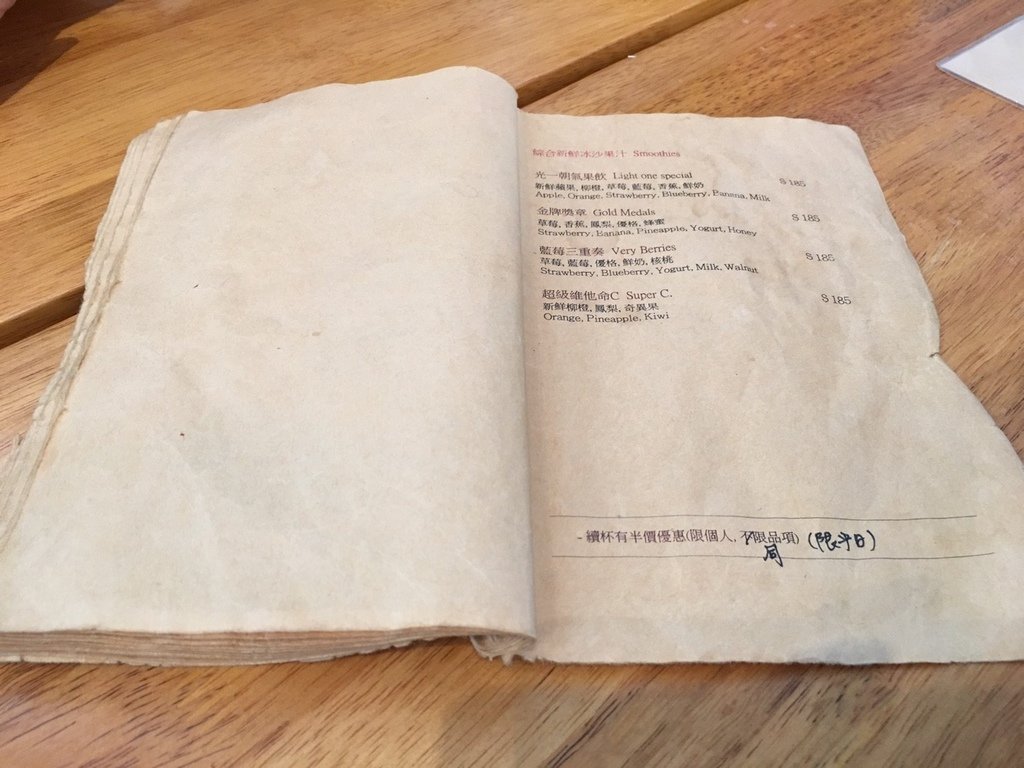 綜合新鮮冰沙果汁 Smoothies
光一朝氣果飲 Light one special $ 185
新鮮蘋果, 柳橙, 草莓, 藍莓, 香蕉, 鮮奶
Apple, Orange, Strawberry, Blueberry, Banana, Milk
金牌獎章 Gold Medals $ 185
草莓, 香蕉, 鳳梨, 優格, 蜂蜜
Strawberry, Banana, Pineapple, Yogurt, Honey
藍莓三重奏 Very Berries $ 185
草莓, 藍莓, 優格, 鮮奶, 核桃
Strawberry, Blueberry, Yogurt, Milk, Walnut
超級維他命C Super C. $ 185
新鮮柳橙, 鳳梨, 奇異果
Orange, Pineapple, Kiwi
- 續杯有半價優惠(限個人, 不限品項) (限平日)
同